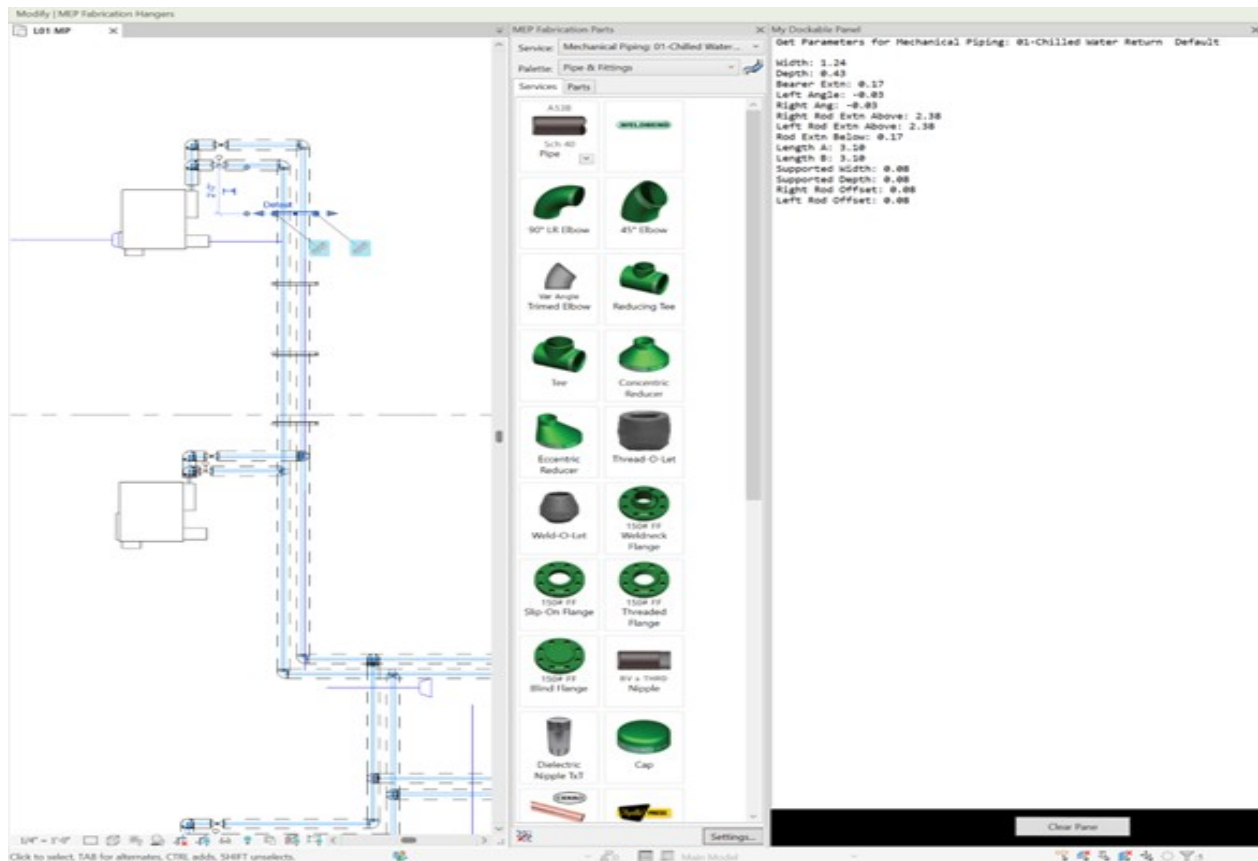 Modify | MEP Fabrication Hangers
L01 MIP
MEP Fabrication Parts
My Dockable Panel
Service: Mechanical Piping: 01-Chilled Water...
Palette: Pipe & Fittings
Services Parts
A53B
Sch 40
Pipe
WELDBEND
90° LR Elbow
45° Elbow
Var Angle
Trimed Elbow
Reducing Tee
Tee
Concentric
Reducer
Eccentric
Reducer
Thread-O-Let
Weld-O-Let
150# FF
Weldneck
Flange
150# FF
Slip-On Flange
150# FF
Threaded
Flange
150# FF
Blind Flange
BV x THRD
Nipple
Dielectric
Nipple TxT
Cap
Settings...
Get Parameters for Mechanical Piping: 01-Chilled Water Return Default
Width: 1.24
Depth: 0.43
Bearer Extn: 0.17
Left Angle: -0.03
Right Ang: -0.03
Right Rod Extn Above: 2.38
Left Rod Extn Above: 2.38
Rod Extn Below: 0.17
Length A: 3.10
Length B: 3.10
Supported Width: 0.08
Supported Depth: 0.08
Right Rod Offset: 0.08
Left Rod Offset: 0.08
Clear Pane
Default
1/4" = 1'-0"
Click to select, TAB for alternates, CTRL adds, SHIFT unselects.
Main Model